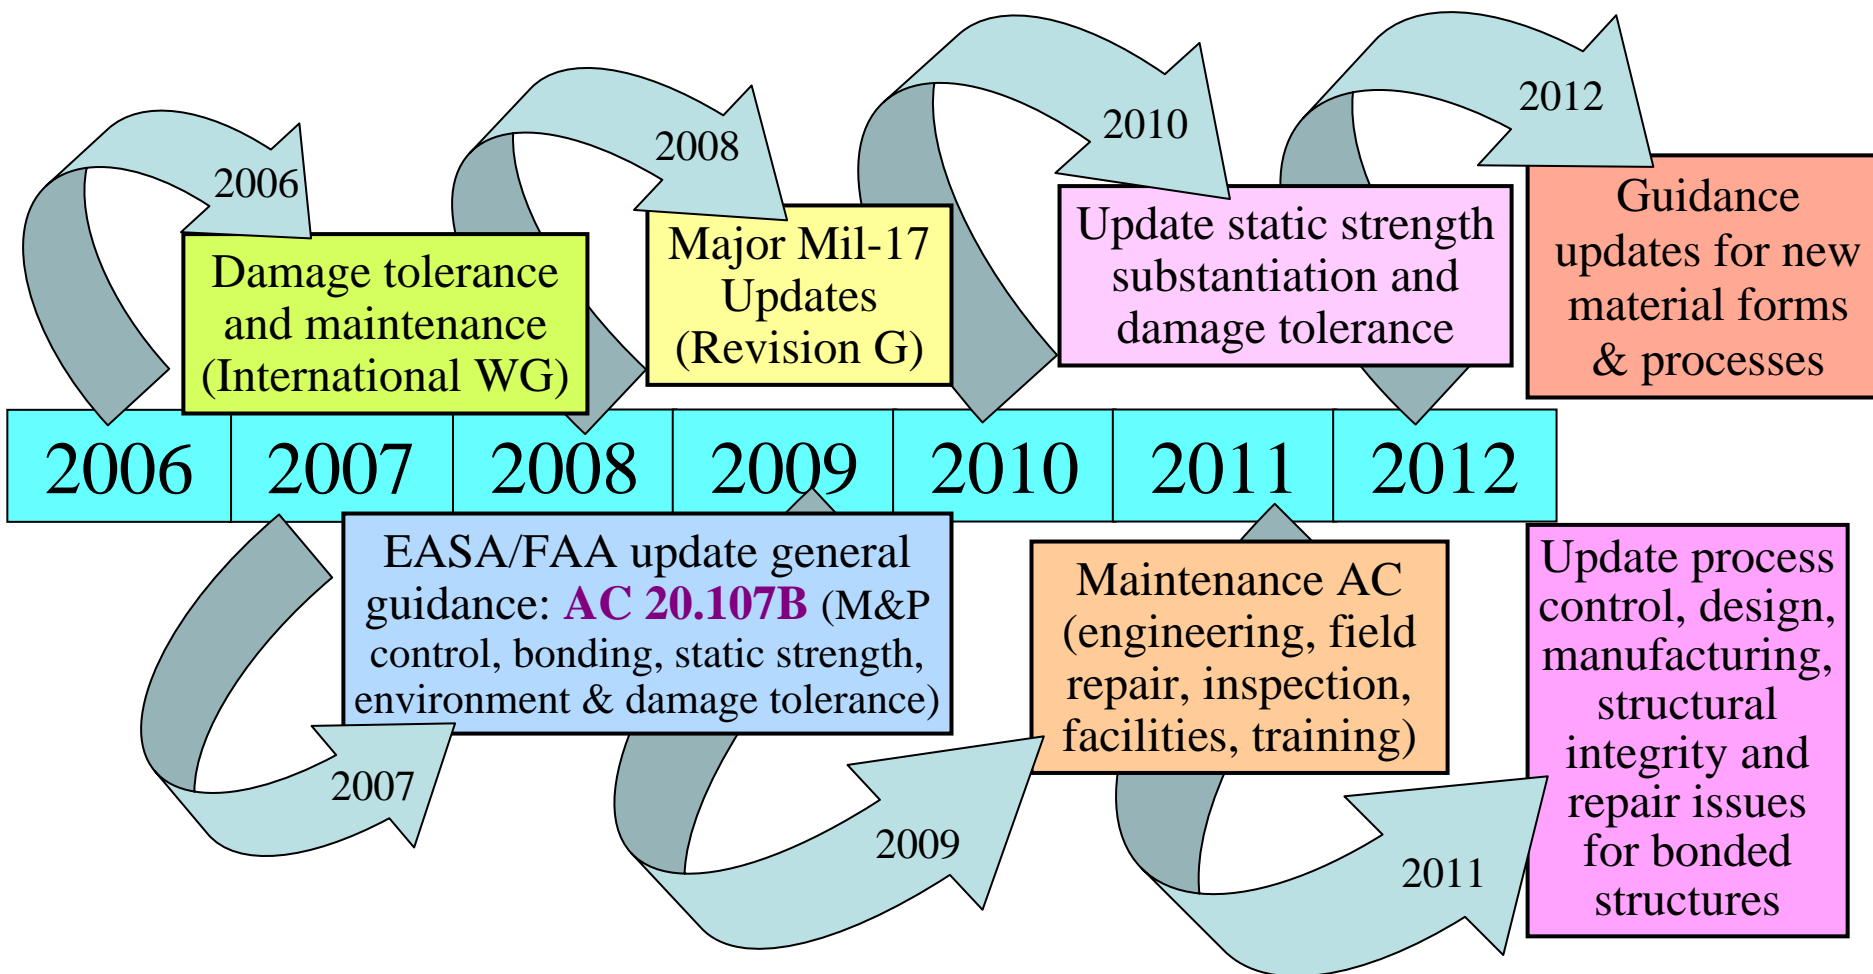 2006
2008
2010
2012
Damage tolerance
and maintenance
(International WG)
Major Mil-17
Updates
(Revision G)
Update static strength
substantiation and
damage tolerance
Guidance
updates for new
material forms
& processes
2006 2007 2008 2009 2010 2011 2012
EASA/FAA update general
guidance: AC 20.107B (M&P
control, bonding, static strength,
environment & damage tolerance)
Maintenance AC
(engineering, field
repair, inspection,
facilities, training)
Update process
control, design,
manufacturing,
structural
integrity and
repair issues
for bonded
structures
2007
2009
2011